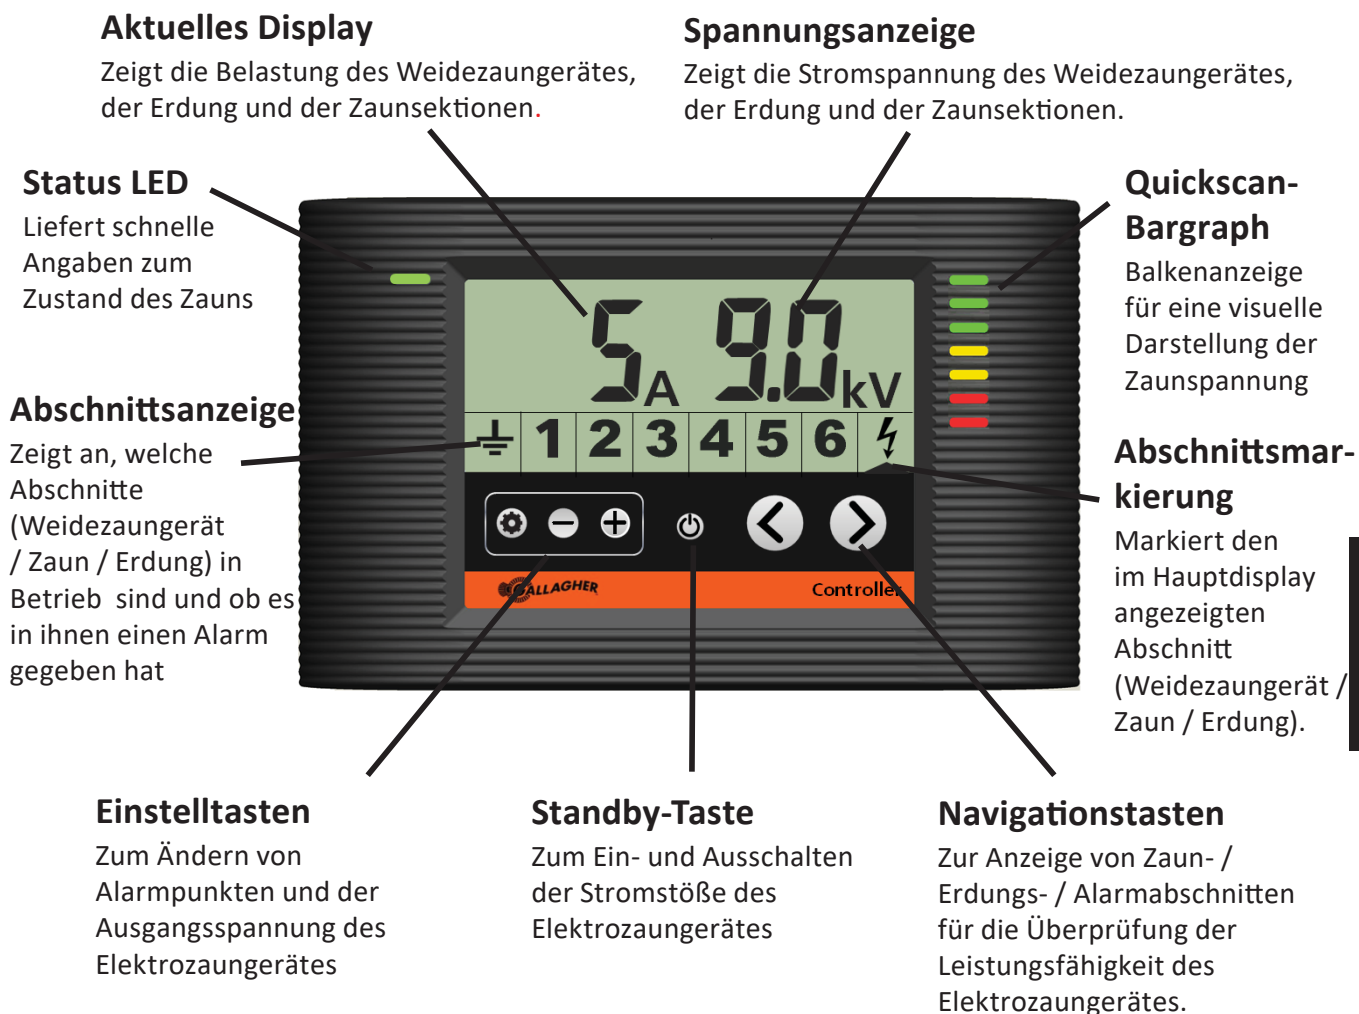 Aktuelles Display
Zeigt die Belastung des Weidezaungerätes,
der Erdung und der Zaunsektionen.
Spannungsanzeige
Zeigt die Stromspannung des Weidezaungerätes,
der Erdung und der Zaunsektionen.
Status LED
Liefert schnelle
Angaben zum
Zustand des Zauns
Quickscan-
Bargraph
Balkenanzeige
für eine visuelle
Darstellung der
Zaunspannung
5A 9.0kV
1 2 3 4 5 6
GALLAGHER Controller
Abschnittsanzeige
Zeigt an, welche
Abschnitte
(Weidezaungerät
/ Zaun / Erdung) in
Betrieb sind und ob es
in ihnen einen Alarm
gegeben hat
Abschnittsmar-
kierung
Markiert den
im Hauptdisplay
angezeigten
Abschnitt
(Weidezaungerät /
Zaun / Erdung).
Einstelltasten
Zum Ändern von
Alarmpunkten und der
Ausgangsspannung des
Elektrozaungerätes
Standby-Taste
Zum Ein- und Ausschalten
der Stromstöße des
Elektrozaungerätes
Navigationstasten
Zur Anzeige von Zaun- /
Erdungs- / Alarmabschnitten
für die Überprüfung der
Leistungsfähigkeit des
Elektrozaungerätes.